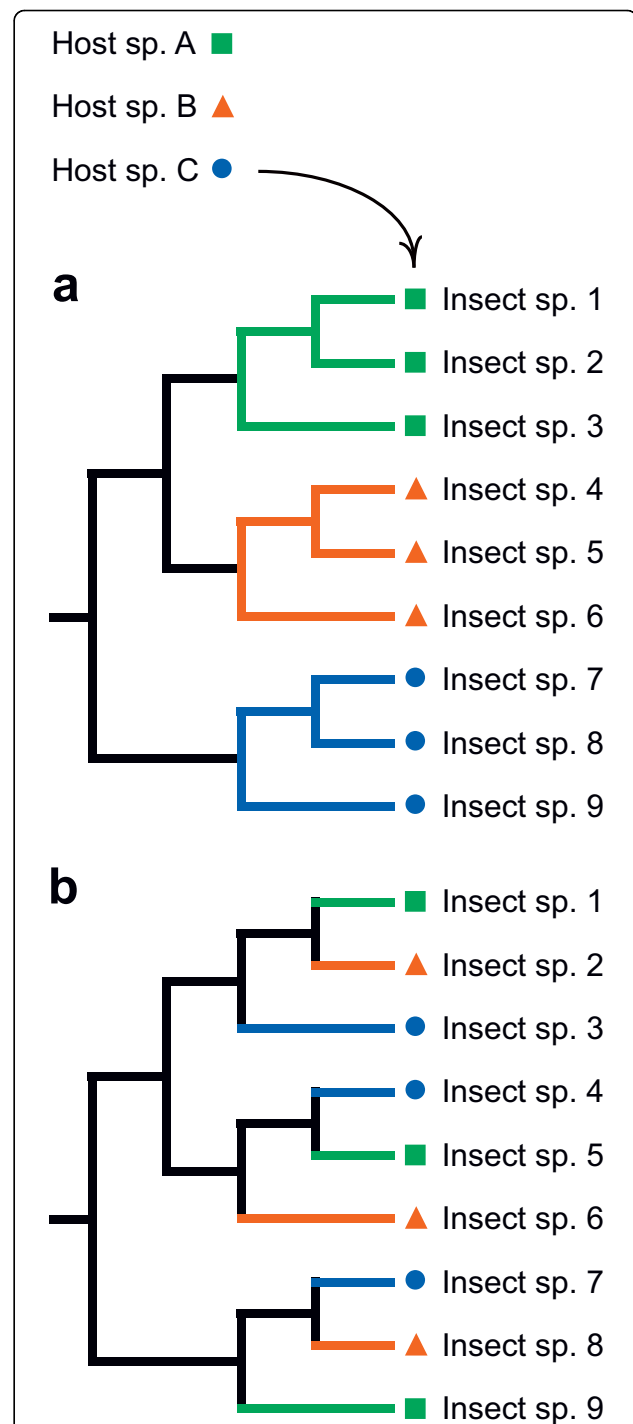 Host sp. A
Host sp. B
Host sp. C
a
Insect sp. 1
Insect sp. 2
Insect sp. 3
Insect sp. 4
Insect sp. 5
Insect sp. 6
Insect sp. 7
Insect sp. 8
Insect sp. 9
b
Insect sp. 1
Insect sp. 2
Insect sp. 3
Insect sp. 4
Insect sp. 5
Insect sp. 6
Insect sp. 7
Insect sp. 8
Insect sp. 9